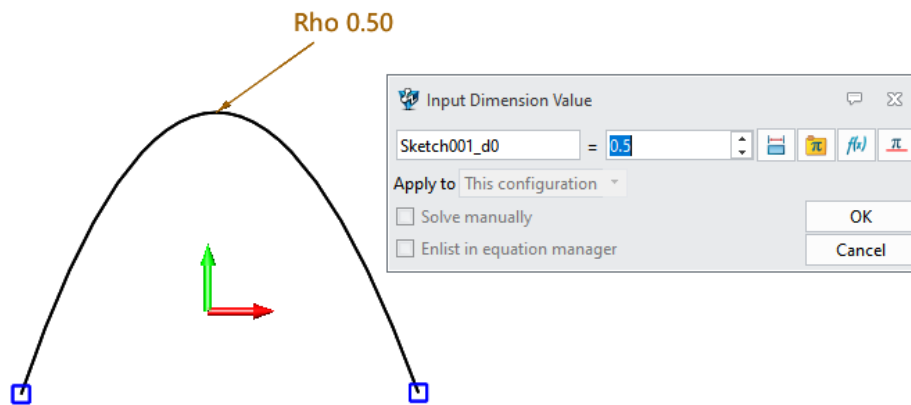 Rho 0.50
Input Dimension Value
Sketch001_d0 = 0.5 π f(x) π
Apply to This configuration
Solve manually
OK
Enlist in equation manager
Cancel